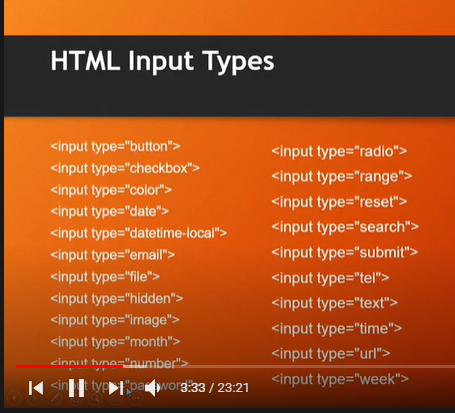 HTML Input Types
<input type="button">
<input type="checkbox">
<input type="color">
<input type="date">
<input type="datetime-local">
<input type="email">
<input type="file">
<input type="hidden">
<input type="image">
<input type="month">
<input type="number">
<input type="password">
<input type="radio">
<input type="range">
<input type="reset">
<input type="search">
<input type="submit">
<input type="tel">
<input type="text">
<input type="time">
<input type="url">
<input type="week">
3:33 / 23:21